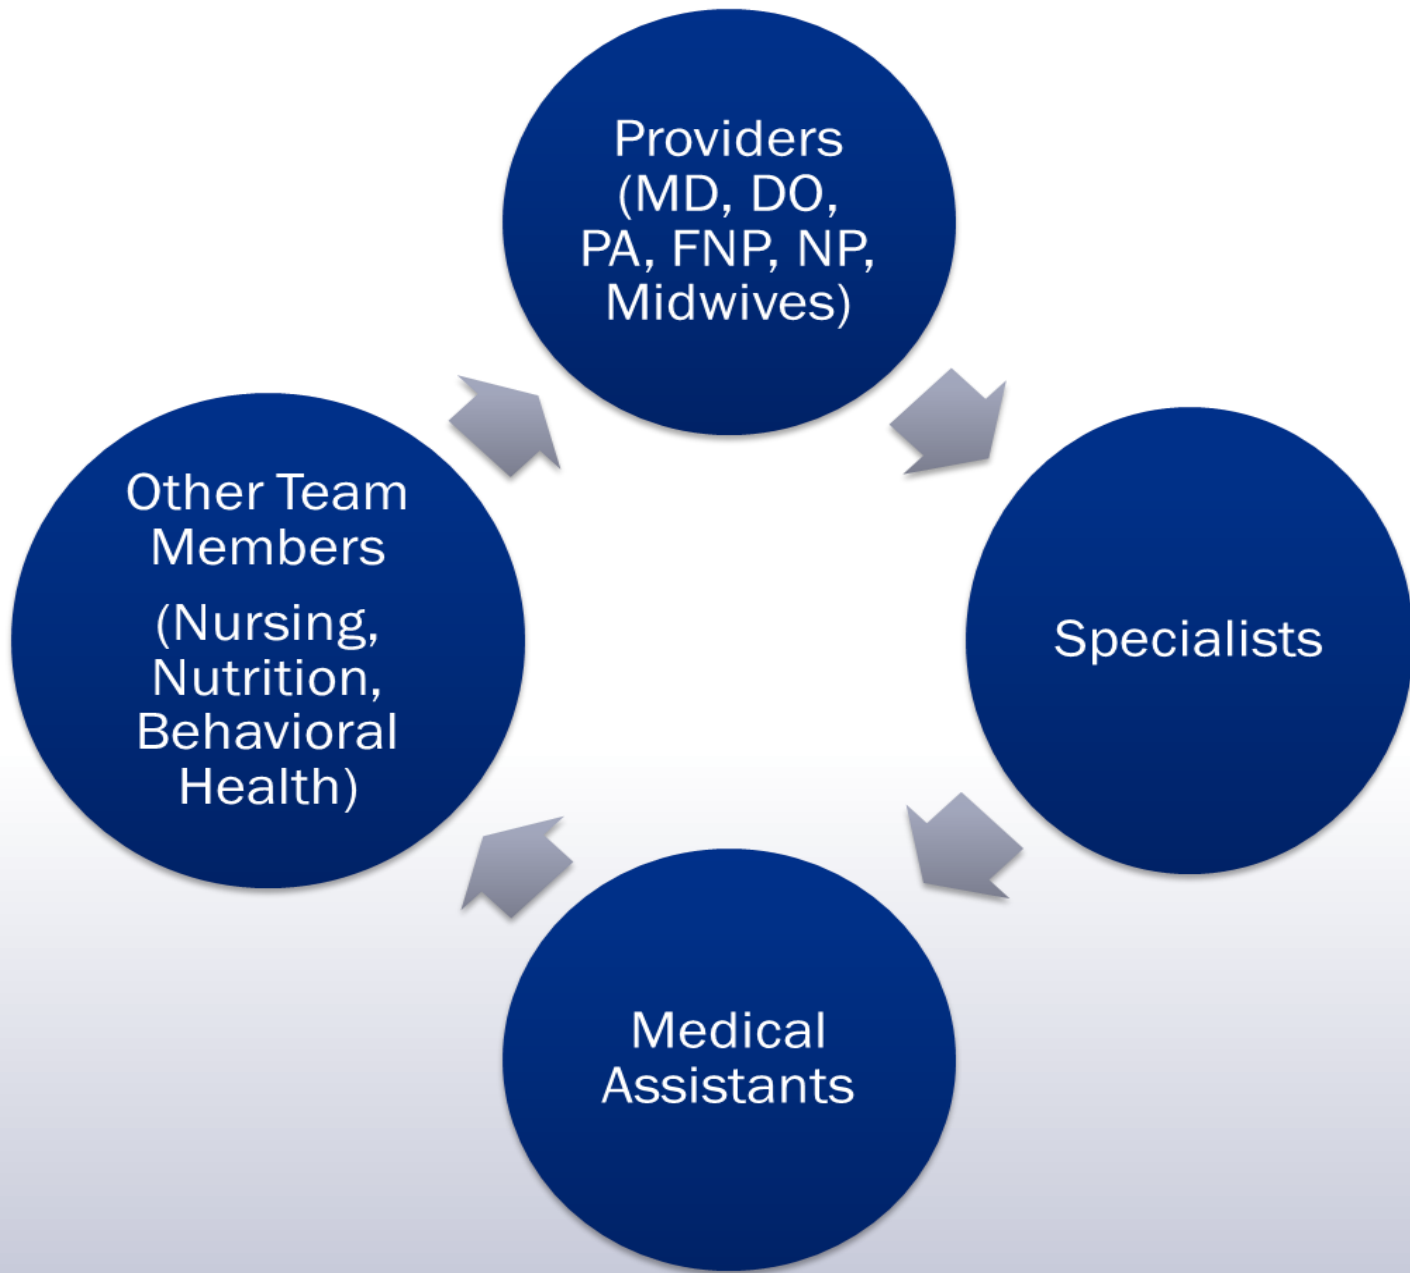 Providers
(MD, DO,
PA, FNP, NP,
Midwives)
Specialists
Medical
Assistants
Other Team
Members
(Nursing,
Nutrition,
Behavioral
Health)